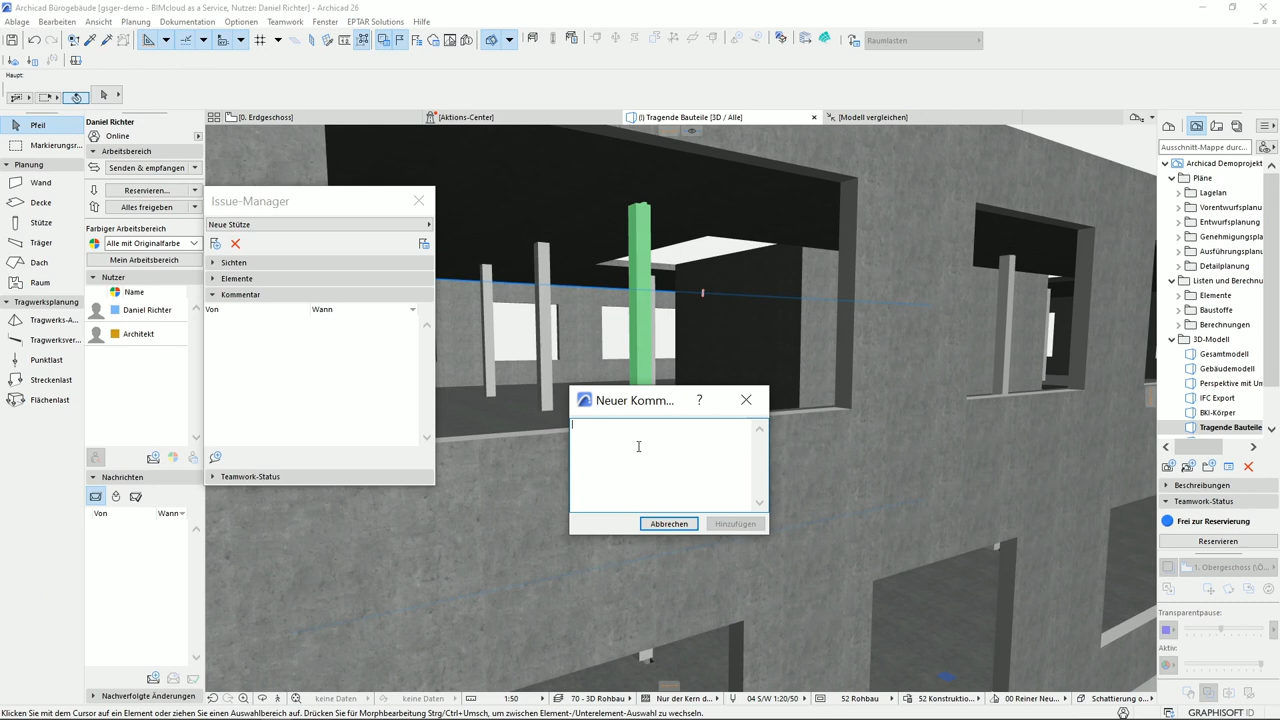 Archicad Bürogebäude [gsger-demo - BIMcloud as a Service, Nutzer: Daniel Richter] - Archicad 26
Ablage Bearbeiten Ansicht Planung Dokumentation Optionen Teamwork Fenster EPTAR Solutions Hilfe
Raumlasten
Haupt:
[0. Erdgeschoss]
[Aktions-Center]
(!) Tragende Bauteile [3D / Alle]
[Modell vergleichen]
Pfeil
Markierungsr...
Planung
Wand
Decke
Stütze
Träger
Dach
Raum
Tragwerksplanung
Tragwerks-A...
Tragwerksver...
Punktlast
Streckenlast
Flächenlast
Daniel Richter
Online
Arbeitsbereich
Senden & empfangen
Reservieren...
Alles freigeben
Farbiger Arbeitsbereich
Alle mit Originalfarbe
Mein Arbeitsbereich
Nutzer
Name
Daniel Richter
Architekt
Nachrichten
Von Wann
Nachverfolgte Änderungen
Issue-Manager
Neue Stütze
Sichten
Elemente
Kommentar
Von Wann
Teamwork-Status
Neuer Komm... ?
Abbrechen Hinzufügen
Ausschnitt-Mappe durch...
Archicad Demoprojekt
Pläne
Lagelan
Vorentwurfsplanu
Entwurfsplanung
Genehmigungspla
Ausführungsplanu
Detailplanung
Listen und Berechnu
Elemente
Baustoffe
Berechnungen
3D-Modell
Gesamtmodell
Gebäudemodell
Perspektive mit Un
IFC Export
BKI-Körper
Tragende Bauteile
Beschreibungen
Teamwork-Status
Frei zur Reservierung
Reservieren
1. Obergeschoss (\Ö...
Transparentpause:
Aktiv:
keine Daten
keine Daten
1:50
70 - 3D Rohbau
Nur der Kern d...
04 S/W 1:20/50
52 Rohbau
52 Konstruktio...
00 Reiner Neu...
Schattierung o...
Klicken Sie mit dem Cursor auf ein Element oder ziehen Sie einen Auswahlbereich auf. Drücken Sie für Morphbearbeitung Strg/Ctrl+Umsch, um zwischen Element-/Unterelement-Auswahl zu wechseln.
GRAPHISOFT ID